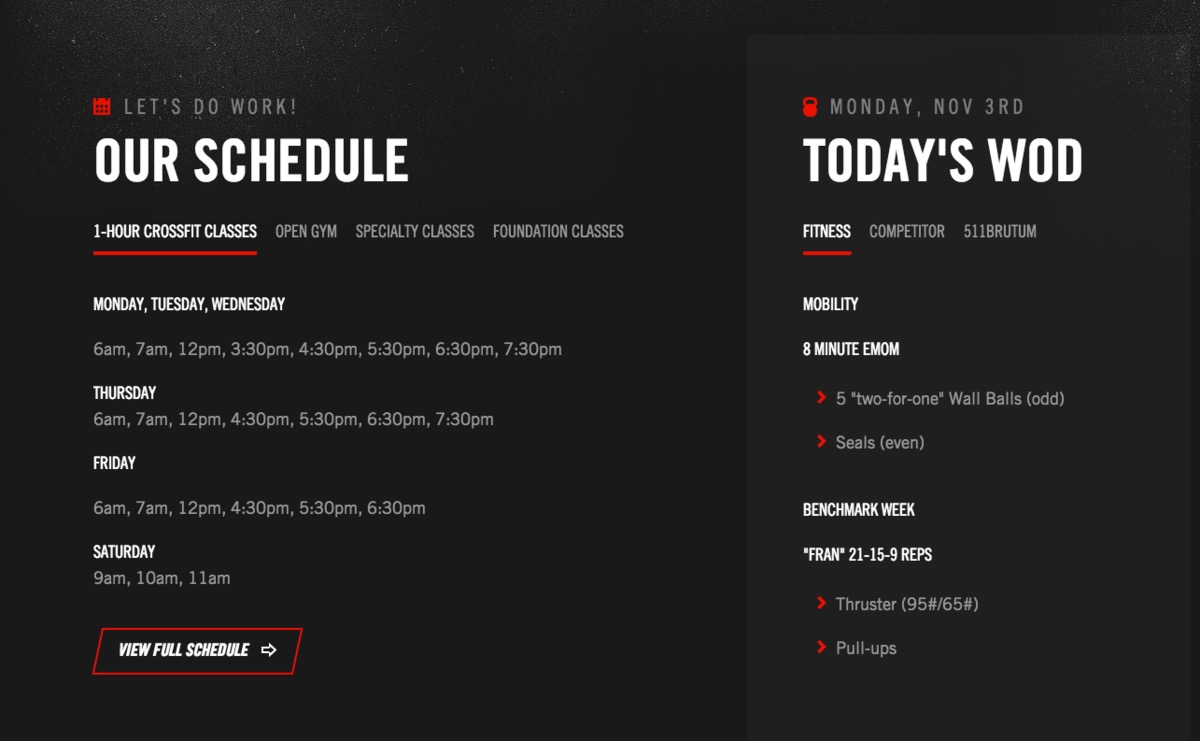 LET'S DO WORK!
OUR SCHEDULE
1-HOUR CROSSFIT CLASSES OPEN GYM SPECIALTY CLASSES FOUNDATION CLASSES
MONDAY, TUESDAY, WEDNESDAY
6am, 7am, 12pm, 3:30pm, 4:30pm, 5:30pm, 6:30pm, 7:30pm
THURSDAY
6am, 7am, 12pm, 4:30pm, 5:30pm, 6:30pm, 7:30pm
FRIDAY
6am, 7am, 12pm, 4:30pm, 5:30pm, 6:30pm
SATURDAY
9am, 10am, 11am
VIEW FULL SCHEDULE
MONDAY, NOV 3RD
TODAY'S WOD
FITNESS COMPETITOR 511BRUTUM
MOBILITY
8 MINUTE EMOM
5 "two-for-one" Wall Balls (odd)
Seals (even)
BENCHMARK WEEK
"FRAN" 21-15-9 REPS
Thruster (95#/65#)
Pull-ups